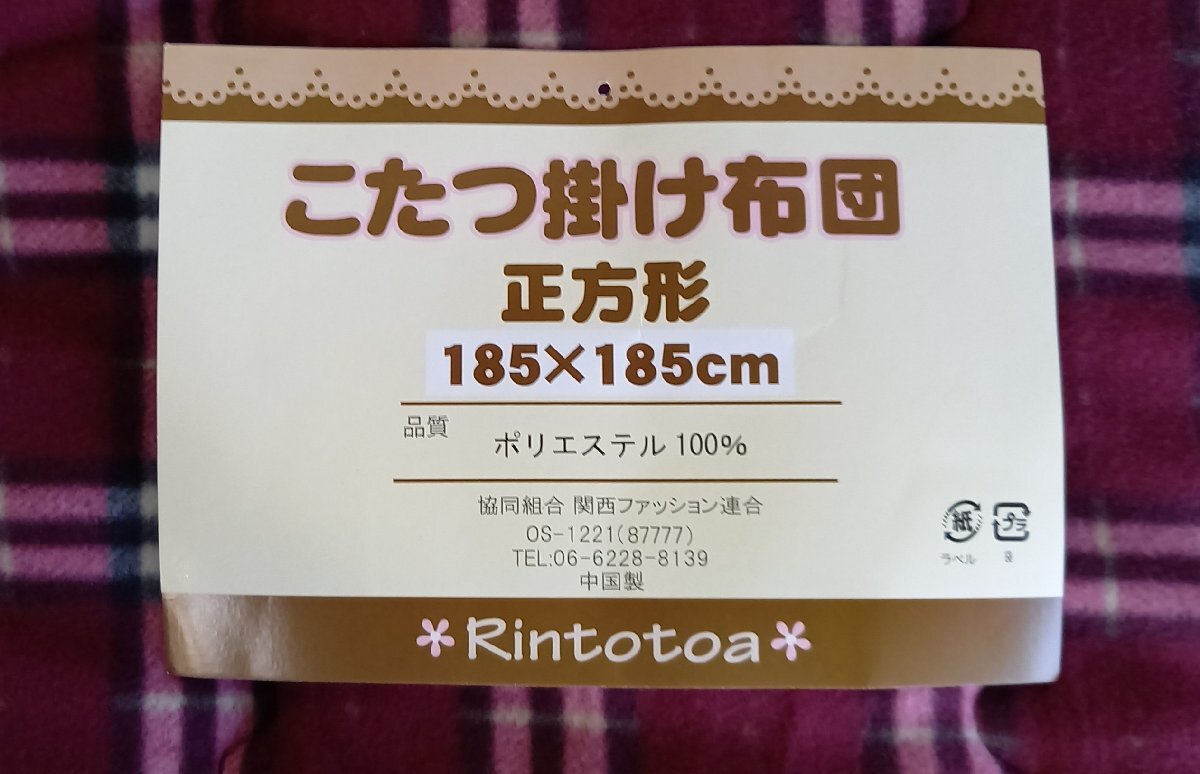 こたつ掛け布団
正方形
185×185cm
品質
ポリエステル 100%
協同組合 関西ファッション連合
OS-1221(87777)
TEL:06-6228-8139
中国製
紙
ラベル
プラ
袋
*Rintotoa*